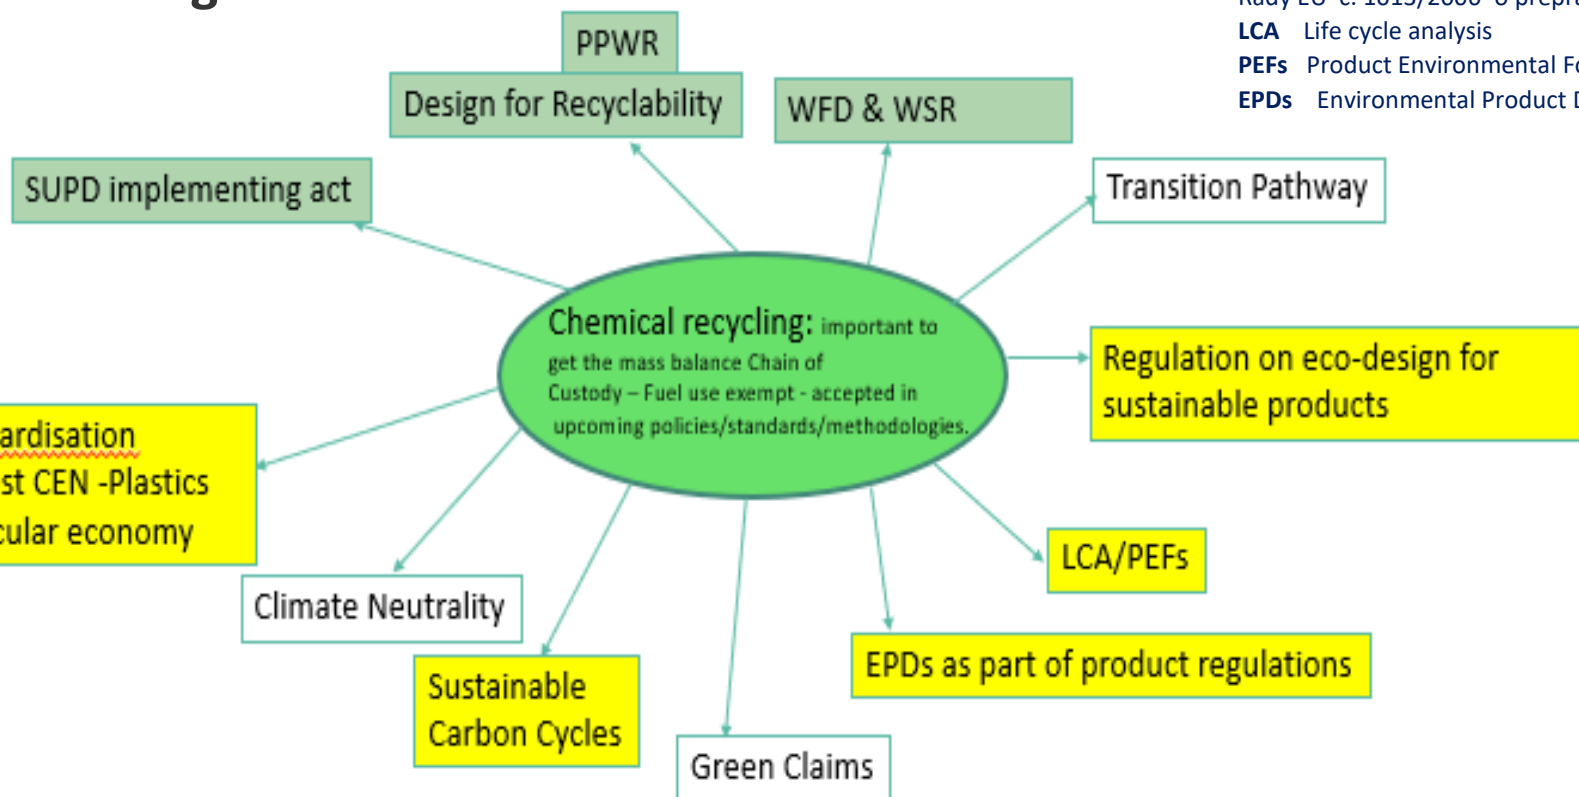 PPWR
Design for Recyclability
WFD & WSR
LCA Life cycle analysis
PEFs Product Environmental
EPDs Environmental Product
SUPD implementing act
Transition Pathway
Chemical recycling: important to
get the mass balance Chain of
Custody – Fuel use exempt - accepted in
upcoming policies/standards/methodologies.
Regulation on eco-design for
sustainable products
ardisation
st CEN -Plastics
cular economy
LCA/PEFs
Climate Neutrality
EPDs as part of product regulations
Sustainable
Carbon Cycles
Green Claims